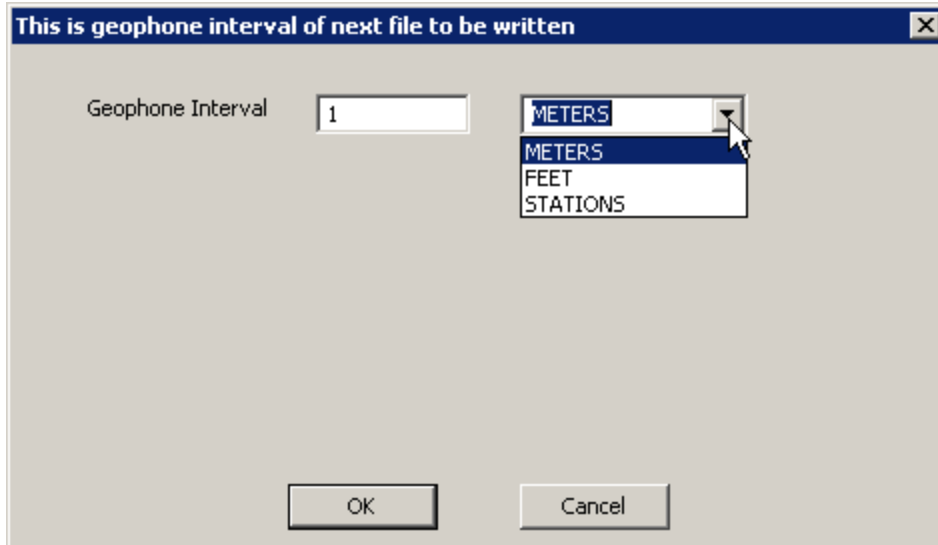 This is geophone interval of next file to be written
Geophone Interval 1 METERS
METERS
FEET
STATIONS
OK Cancel